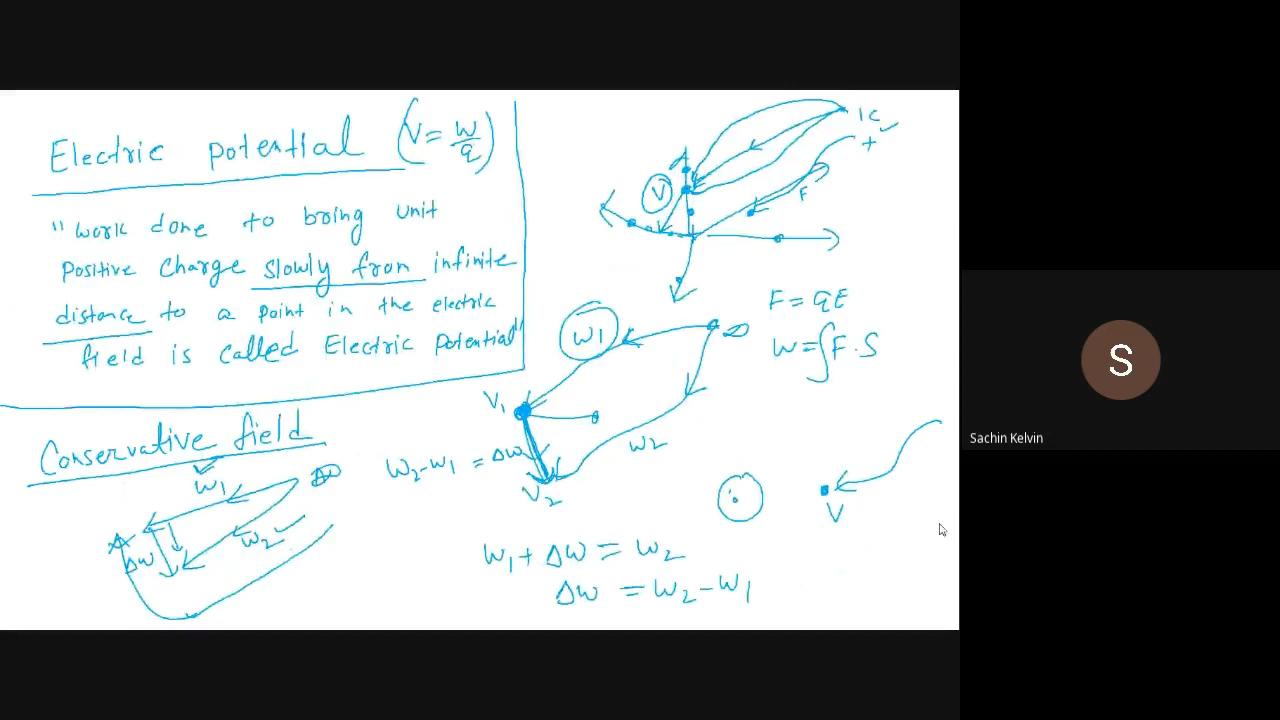 Electric potential (V = W/q)
"Work done to bring unit
positive charge slowly from infinite
distance to a point in the electric
field is called Electric Potential"
1C
+
V
F
F = qE
W = ∫F.S
W1
∞
V1
W2
W2-W1 = ΔW
V2
Conservative field
W1
∞
A
ΔW
W2
V
W1 + ΔW = W2
ΔW = W2-W1
S
Sachin Kelvin